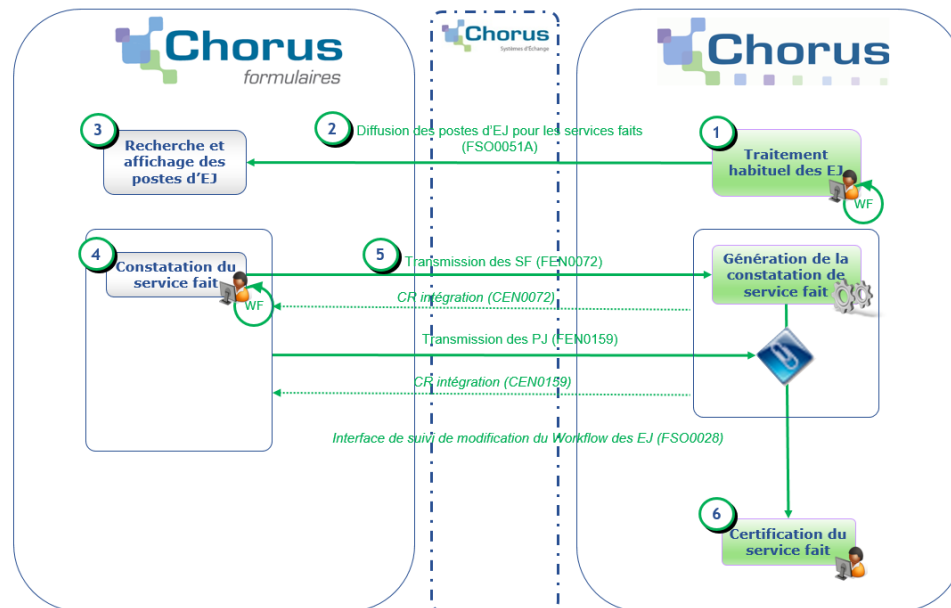 Chorus
formulaires
Chorus
Systèmes d'Échange
Chorus
3
Recherche et
affichage des
postes d'EJ
2
Diffusion des postes d'EJ pour les services faits
(FSO0051A)
1
Traitement
habituel des EJ
WF
4
Constatation du
service fait
WF
5
Transmission des SF (FEN0072)
Génération de la
constatation de
service fait
CR intégration (CEN0072)
Transmission des PJ (FEN0159)
CR intégration (CEN0159)
Interface de suivi de modification du Workflow des EJ (FSO0028)
6
Certification du
service fait